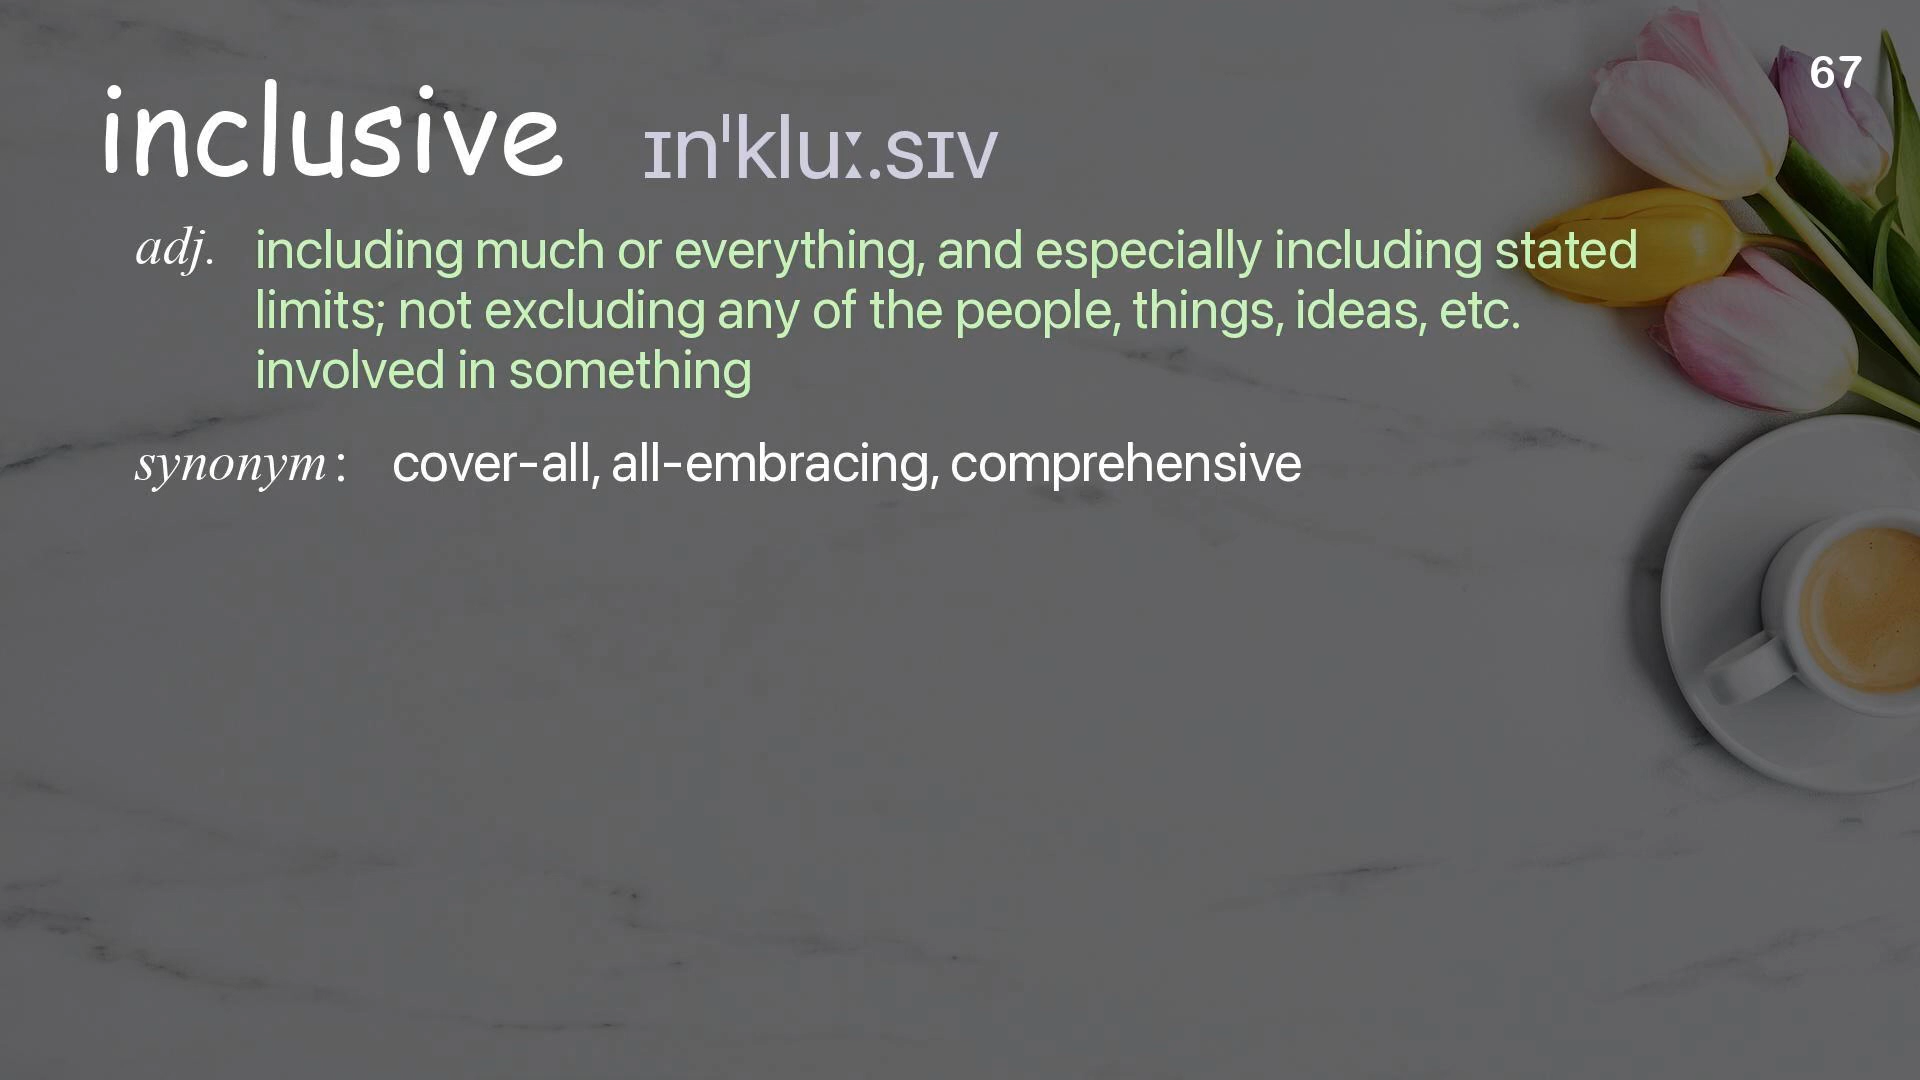 67
inclusive ɪnˈkluː.sɪv
adj. including much or everything, and especially including stated
limits; not excluding any of the people, things, ideas, etc.
involved in something
synonym : cover-all, all-embracing, comprehensive